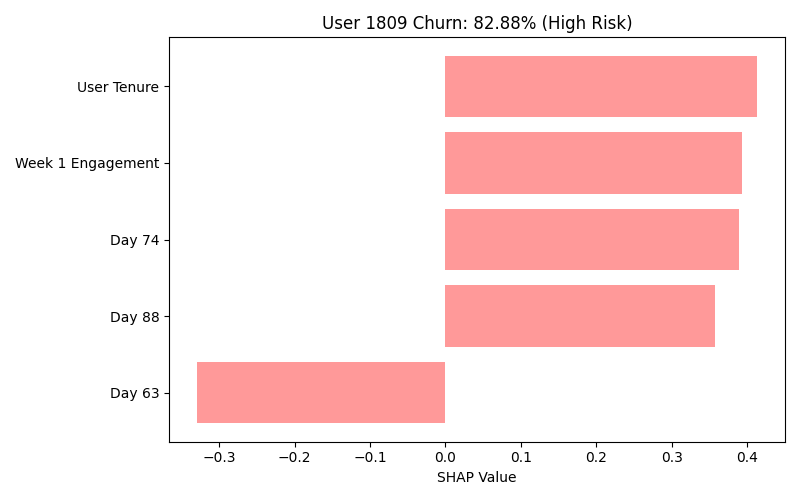 User 1809 Churn: 82.88% (High Risk)
User Tenure
Week 1 Engagement
Day 74
Day 88
Day 63
−0.3 −0.2 −0.1 0.0 0.1 0.2 0.3 0.4
SHAP Value